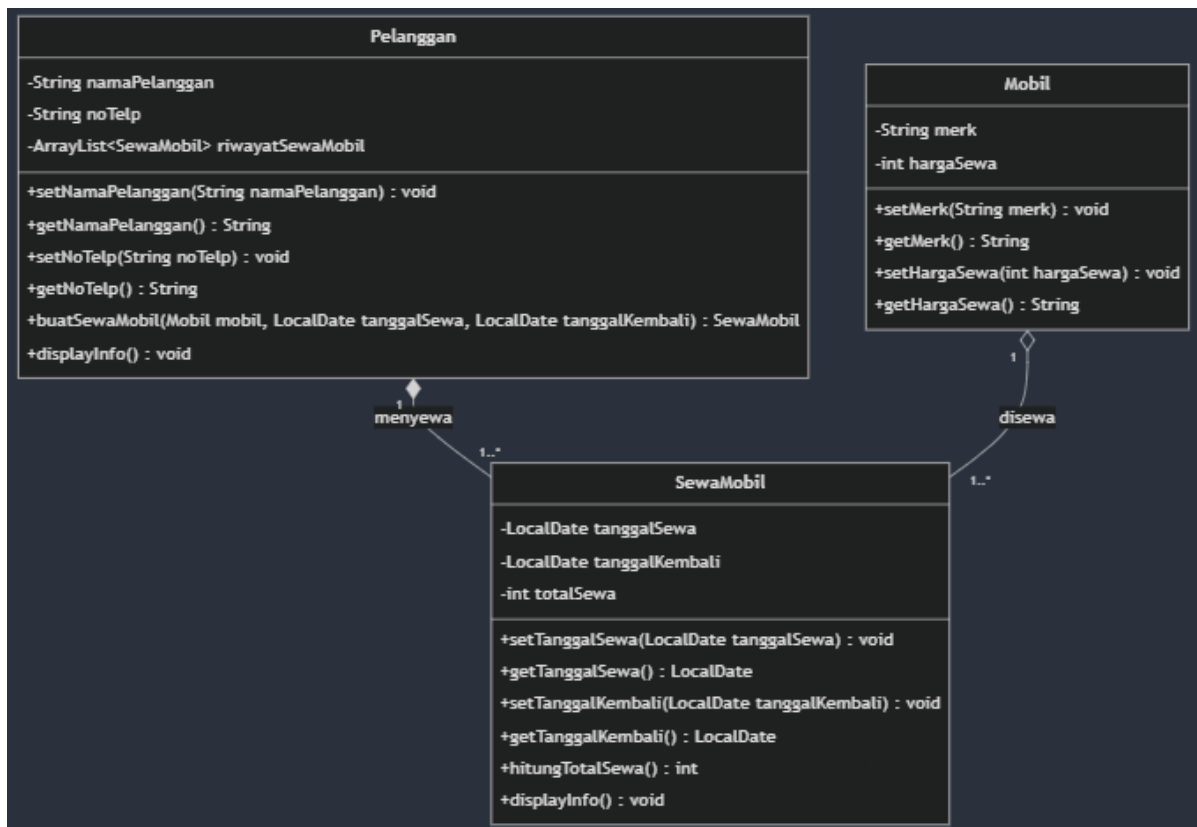 Pelanggan
-String namaPelanggan
-String noTelp
-ArrayList<SewaMobil> riwayatSewaMobil
+setNamaPelanggan(String namaPelanggan) : void
+getNamaPelanggan() : String
+setNoTelp(String noTelp) : void
+getNoTelp() : String
+buatSewaMobil(Mobil mobil, LocalDate tanggalSewa, LocalDate tanggalKembali) : SewaMobil
+displayInfo() : void
Mobil
-String merk
-int hargaSewa
+setMerk(String merk) : void
+getMerk() : String
+setHargaSewa(int hargaSewa) : void
+getHargaSewa() : String
1
menyewa
1..*
1
disewa
1..*
SewaMobil
-LocalDate tanggalSewa
-LocalDate tanggalKembali
-int totalSewa
+setTanggalSewa(LocalDate tanggalSewa) : void
+getTanggalSewa() : LocalDate
+setTanggalKembali(LocalDate tanggalKembali) : void
+getTanggalKembali() : LocalDate
+hitungTotalSewa() : int
+displayInfo() : void